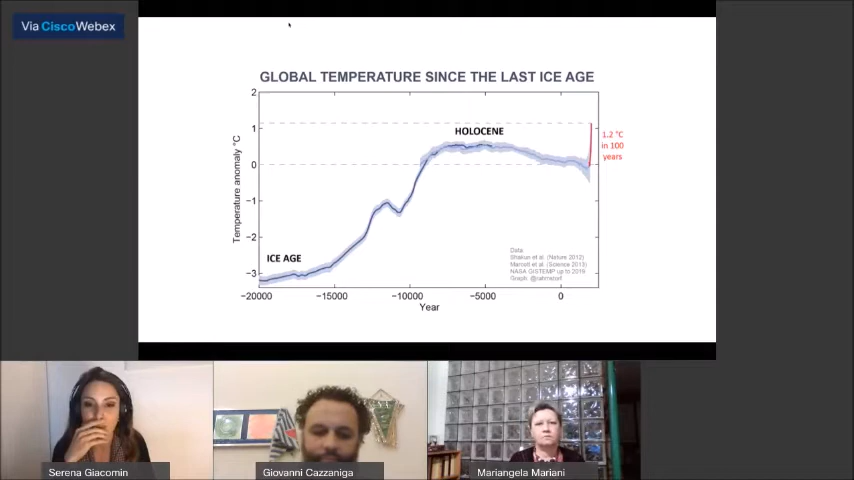 Via CiscoWebex
GLOBAL TEMPERATURE SINCE THE LAST ICE AGE
2
1
0
−1
−2
−3
Temperature anomaly °C
HOLOCENE
1.2 °C
in 100
years
ICE AGE
Data:
Shakun et al. (Nature 2012)
Marcott et al. (Science 2013)
NASA GISTEMP up to 2019
Graph: @rahmstorf
−20000 −15000 −10000 −5000 0
Year
Serena Giacomin
Giovanni Cazzaniga
Mariangela Mariani